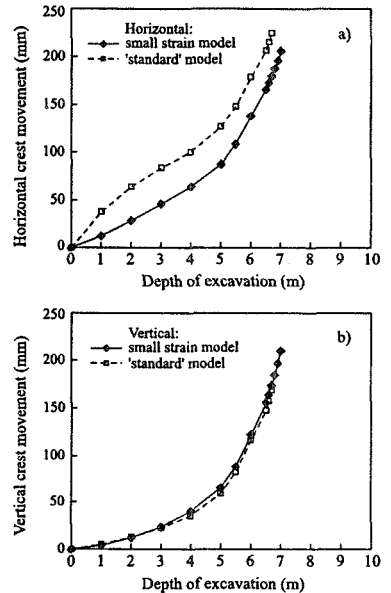 Horizontal crest movement (mm)
250
200
150
100
50
0
Horizontal:
small strain model
'standard' model
a)
0 1 2 3 4 5 6 7 8 9 10
Depth of excavation (m)
Vertical crest movement (mm)
250
200
150
100
50
0
Vertical:
small strain model
'standard' model
b)
0 1 2 3 4 5 6 7 8 9 10
Depth of excavation (m)